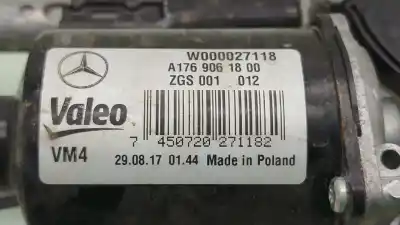 W000027118
A176 906 18 00
ZGS 001 012
Valeo
VM4
7 450720 271182
29.08.17 01.44 Made in Poland